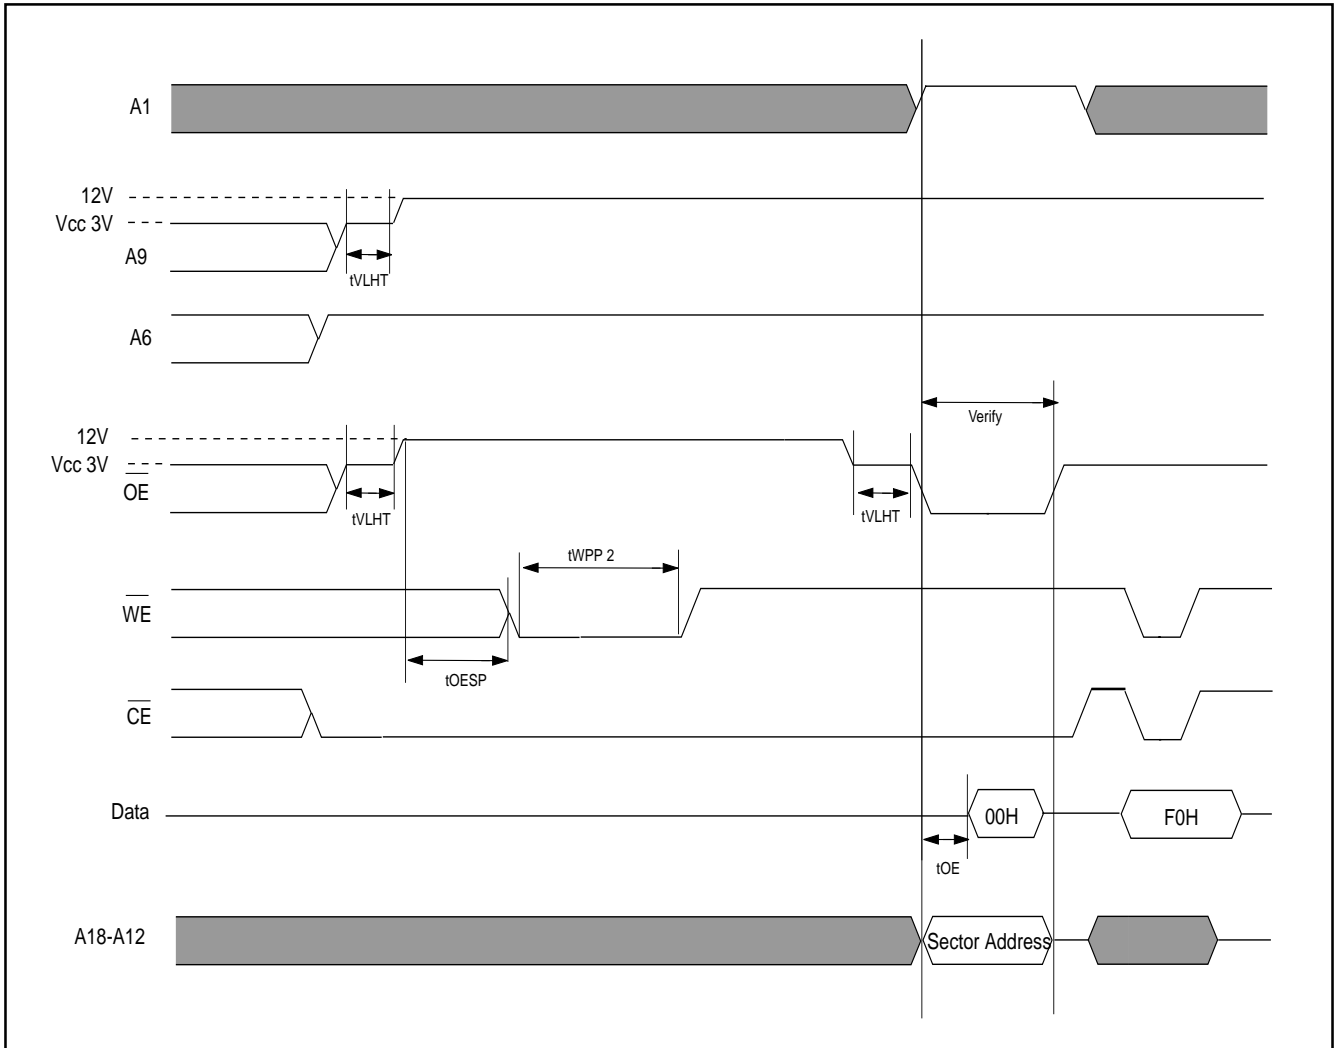 A1
12V
Vcc 3V
A9
tVLHT
A6
Verify
12V
Vcc 3V
OE
tVLHT
tVLHT
tWPP 2
WE
tOESP
CE
Data
00H
F0H
tOE
A18-A12
Sector Address